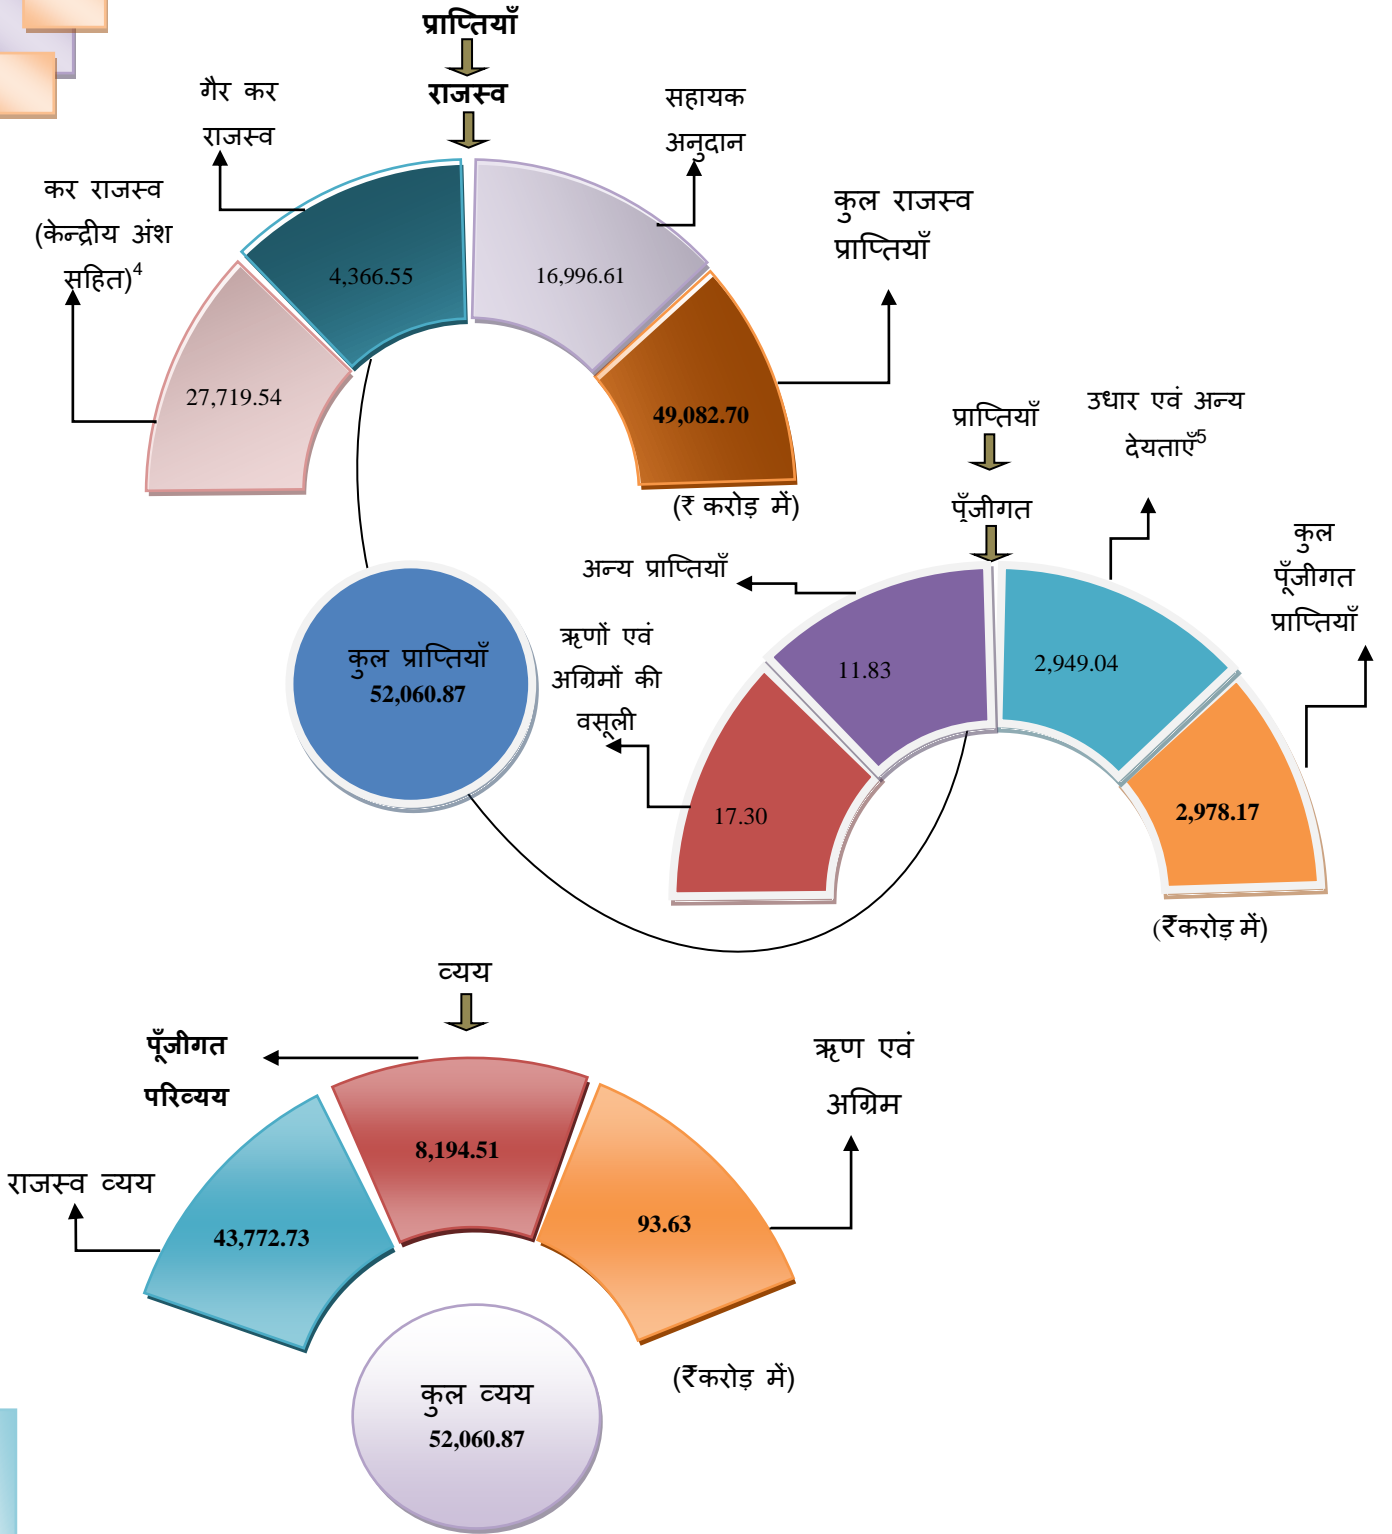 प्राप्तियाँ
राजस्व
गैर कर
राजस्व
सहायक
अनुदान
कर राजस्व
(केन्द्रीय अंश
सहित)4
कुल राजस्व
प्राप्तियाँ
4,366.55
16,996.61
27,719.54
49,082.70
(₹ करोड़ में)
प्राप्तियाँ
पूँजीगत
उधार एवं अन्य
देयताएँ5
कुल
पूँजीगत
प्राप्तियाँ
अन्य प्राप्तियाँ
ऋणों एवं
अग्रिमों की
वसूली
कुल प्राप्तियाँ
52,060.87
11.83
2,949.04
17.30
2,978.17
(₹करोड़ में)
व्यय
पूँजीगत
परिव्यय
ऋण एवं
अग्रिम
राजस्व व्यय
8,194.51
43,772.73
93.63
(₹करोड़ में)
कुल व्यय
52,060.87